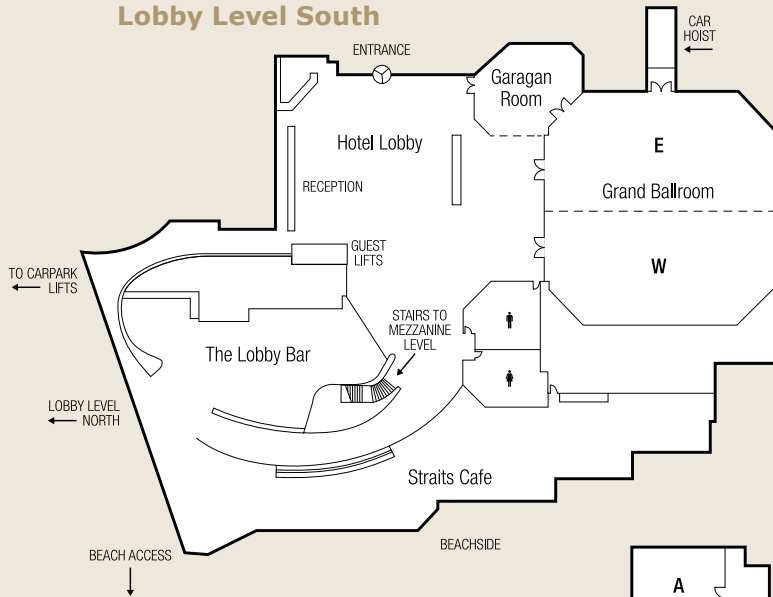 Lobby Level South
CAR
HOIST
ENTRANCE
Garagan
Room
Hotel Lobby
E
RECEPTION
Grand Ballroom
GUEST
LIFTS
W
TO CARPARK
LIFTS
STAIRS TO
MEZZANINE
LEVEL
The Lobby Bar
LOBBY LEVEL
NORTH
Straits Cafe
BEACHSIDE
BEACH ACCESS
A